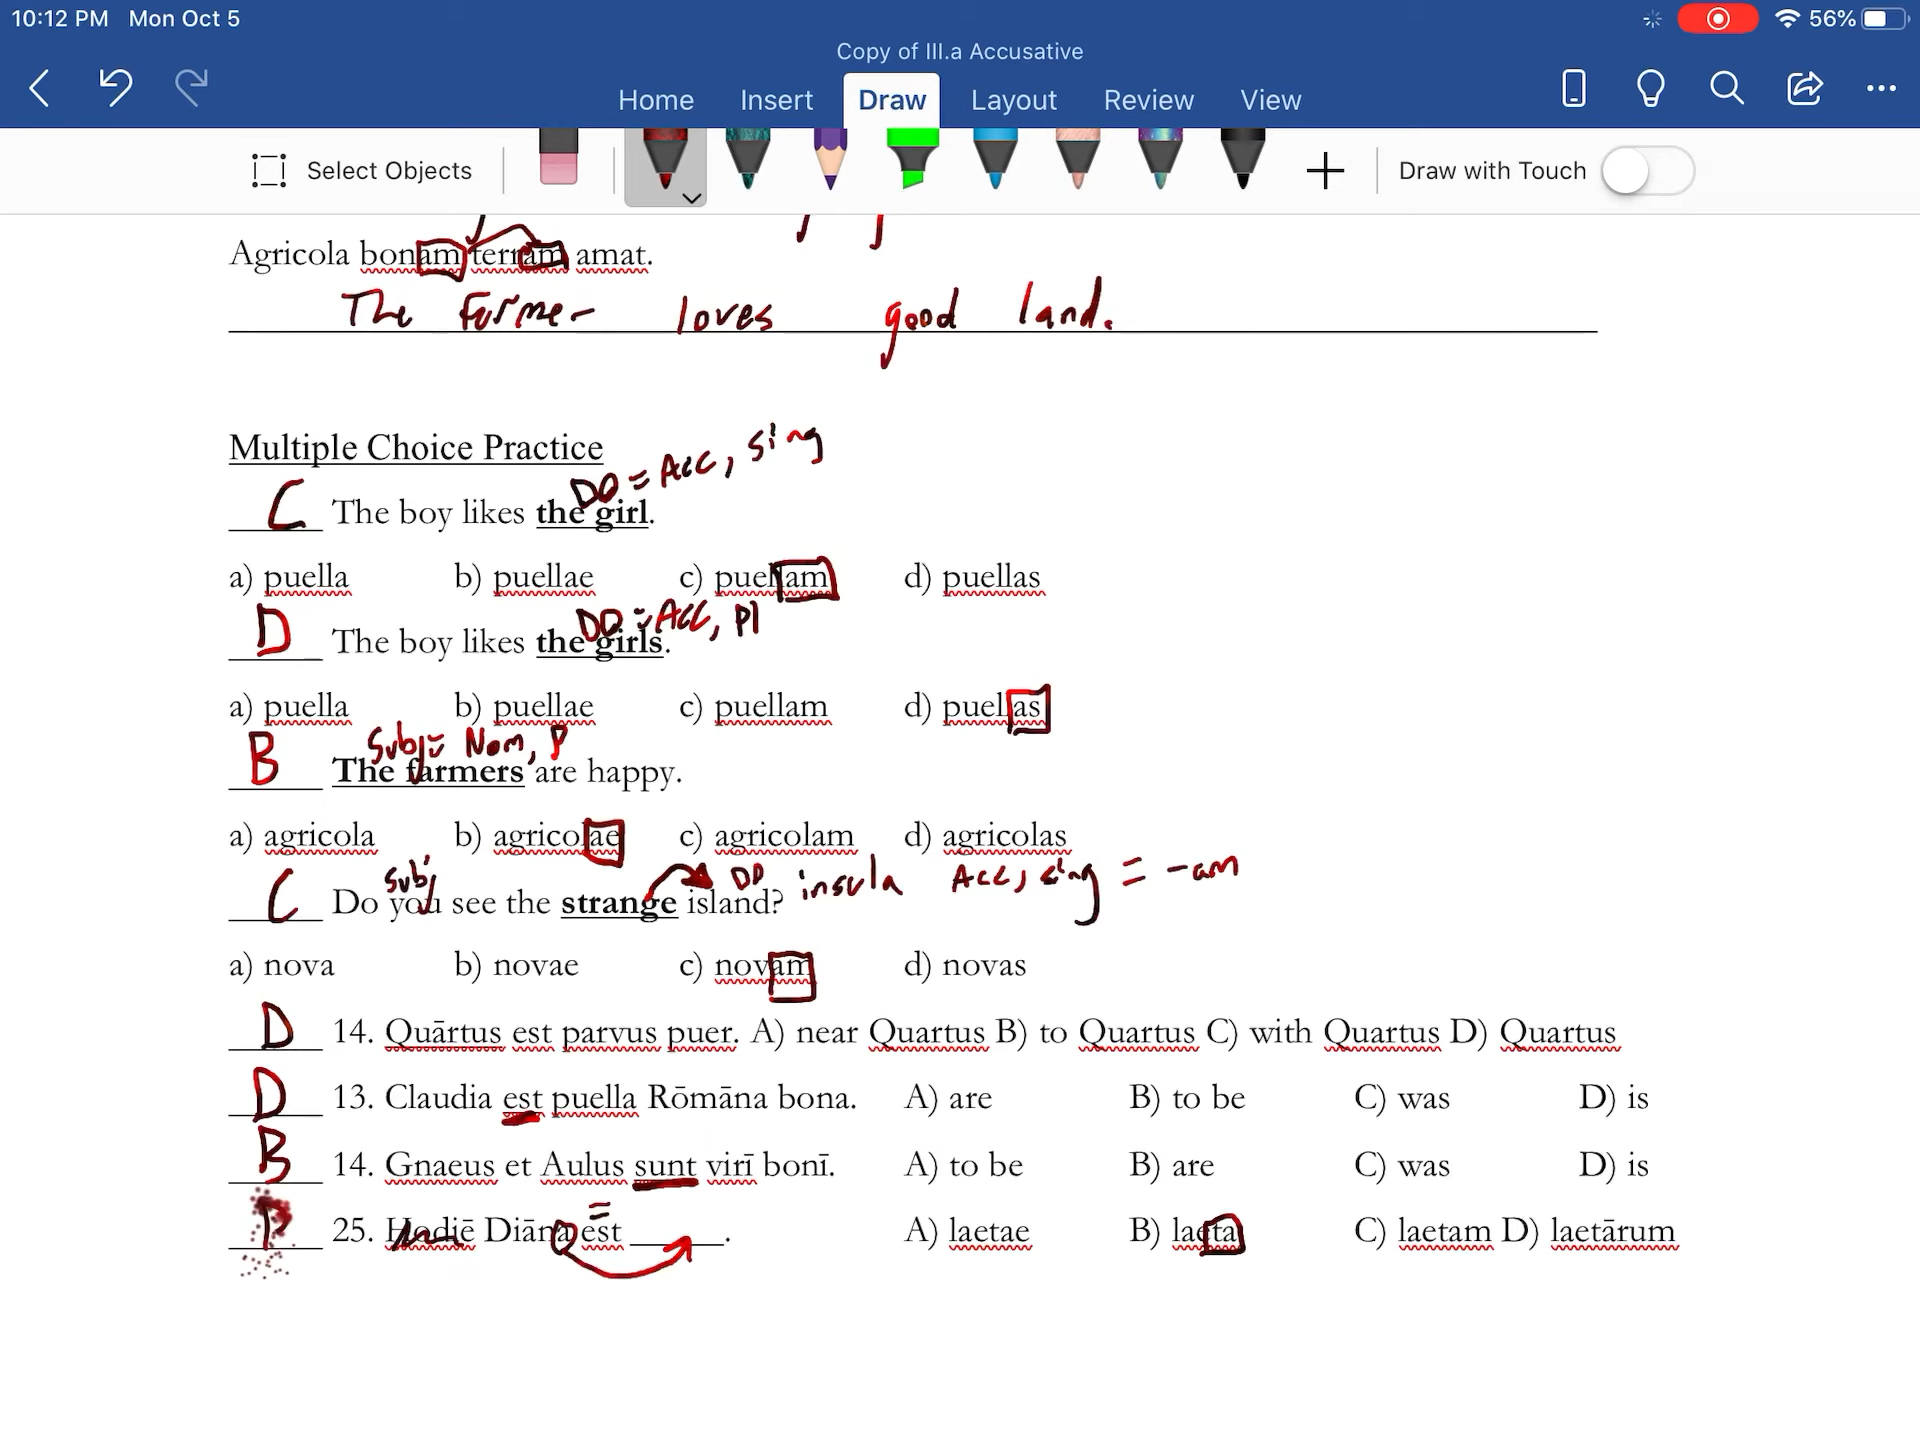 10:12 PM Mon Oct 5
56%
Copy of III.a Accusative
Home Insert Draw Layout Review View
Select Objects
Draw with Touch
Agricola bonam terram amat.
The Farmer loves good land.
Multiple Choice Practice
DO = Acc, sing
C The boy likes the girl.
a) puella b) puellae c) puellam d) puellas
DO = Acc, Pl
D The boy likes the girls.
a) puella b) puellae c) puellam d) puellas
Subj = Nom, P
B The farmers are happy.
a) agricola b) agricolae c) agricolam d) agricolas
Subj DO insula Acc, sing = -am
C Do you see the strange island?
a) nova b) novae c) novam d) novas
D 14. Quārtus est parvus puer. A) near Quartus B) to Quartus C) with Quartus D) Quartus
D 13. Claudia est puella Rōmāna bona. A) are B) to be C) was D) is
B 14. Gnaeus et Aulus sunt virī bonī. A) to be B) are C) was D) is
25. Hodiē Diāna est ______. A) laetae B) laeta C) laetam D) laetārum
=